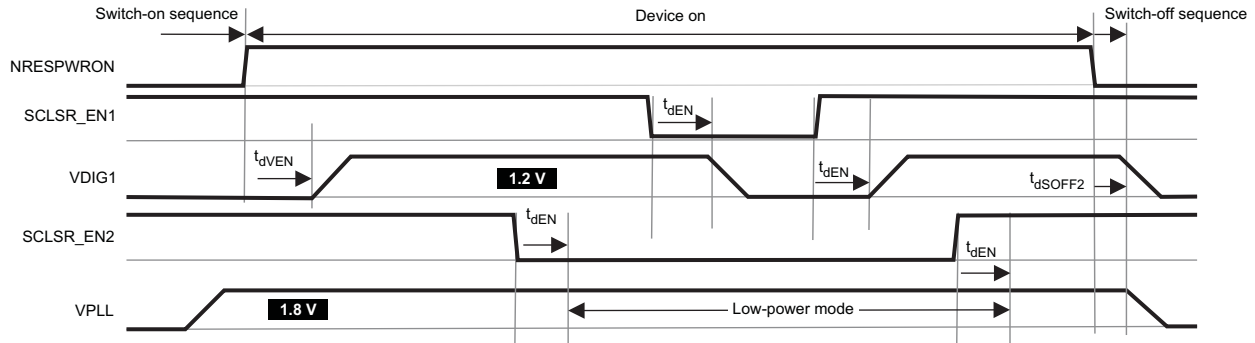 Switch-on sequence
Device on
Switch-off sequence
NRESPWRON
SCLSR_EN1
tdEN
tdVEN
VDIG1
1.2 V
tdEN
tdSOFF2
SCLSR_EN2
tdEN
tdEN
VPLL
1.8 V
Low-power mode